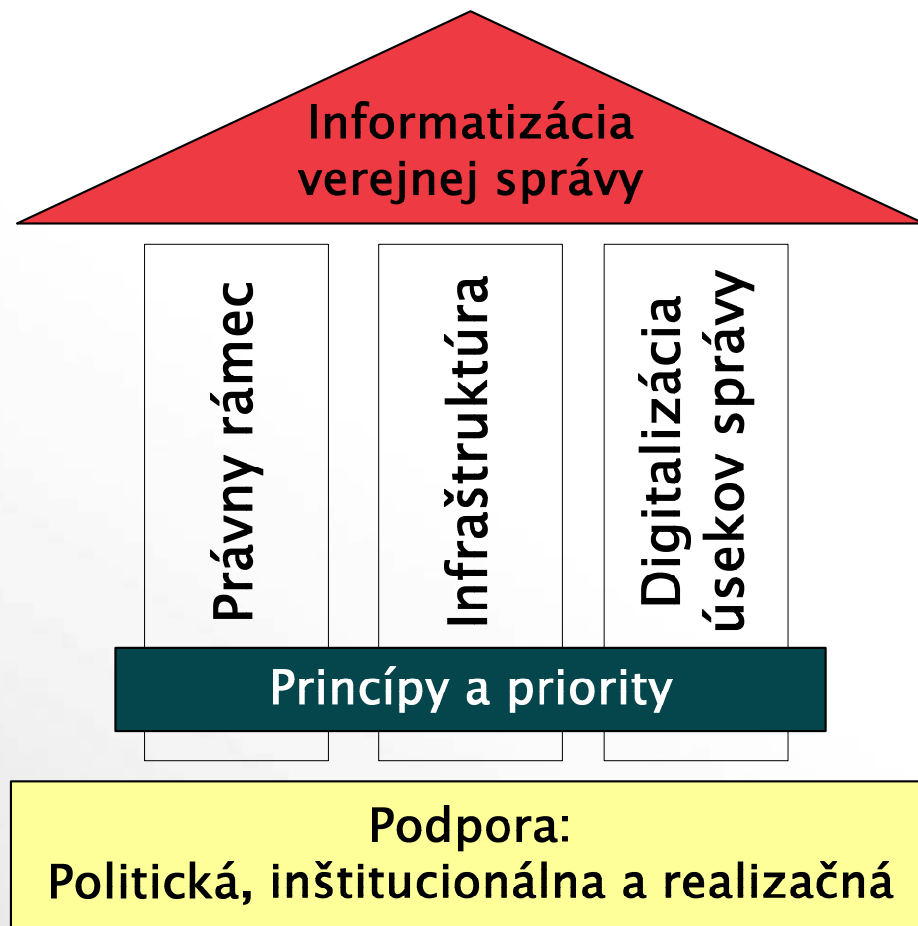 Informatizácia
verejnej správy
Právny rámec
Infraštruktúra
Digitalizácia
úsekov správy
Princípy a priority
Podpora:
Politická, inštitucionálna a realizačná